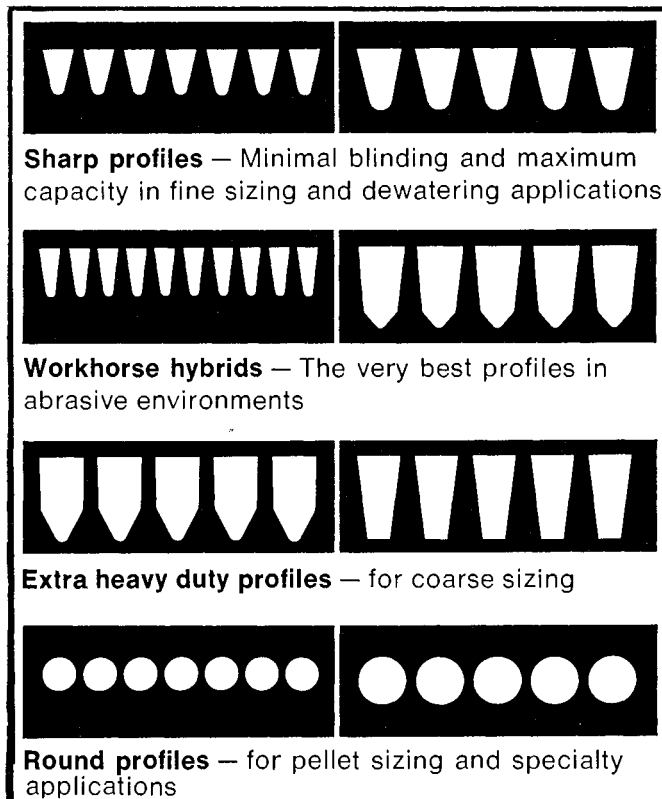 Sharp profiles — Minimal blinding and maximum
capacity in fine sizing and dewatering applications
Workhorse hybrids — The very best profiles in
abrasive environments
Extra heavy duty profiles — for coarse sizing
Round profiles — for pellet sizing and specialty
applications